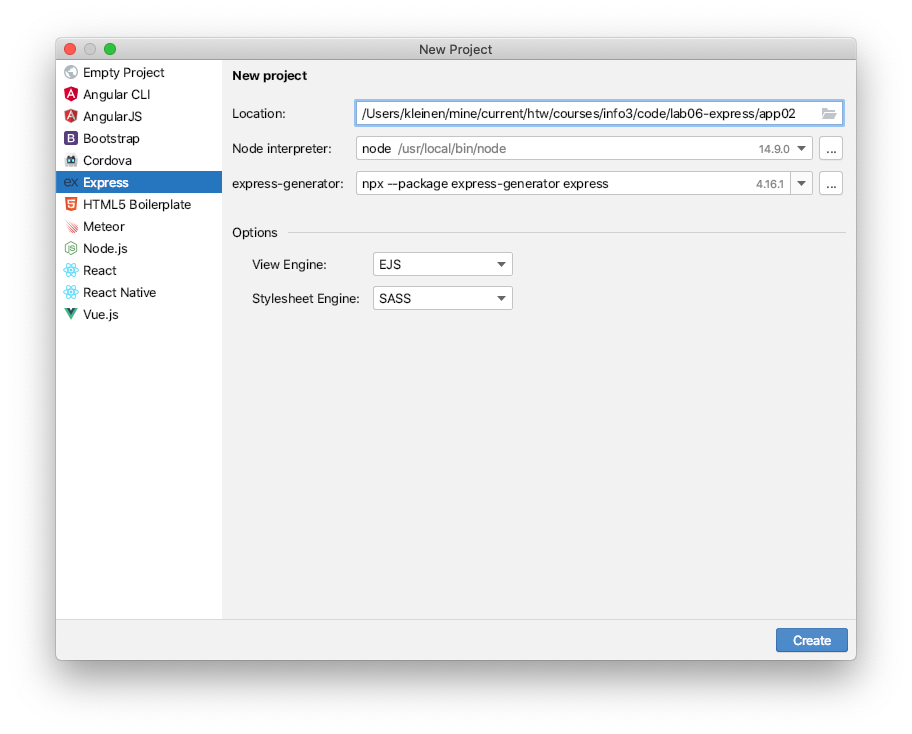 New Project
Empty Project
Angular CLI
AngularJS
Bootstrap
Cordova
Express
HTML5 Boilerplate
Meteor
Node.js
React
React Native
Vue.js
New project
Location: /Users/kleinen/mine/current/htw/courses/info3/code/lab06-express/app02
Node interpreter: node /usr/local/bin/node 14.9.0 ...
express-generator: npx --package express-generator express 4.16.1 ...
Options
View Engine: EJS
Stylesheet Engine: SASS
Create